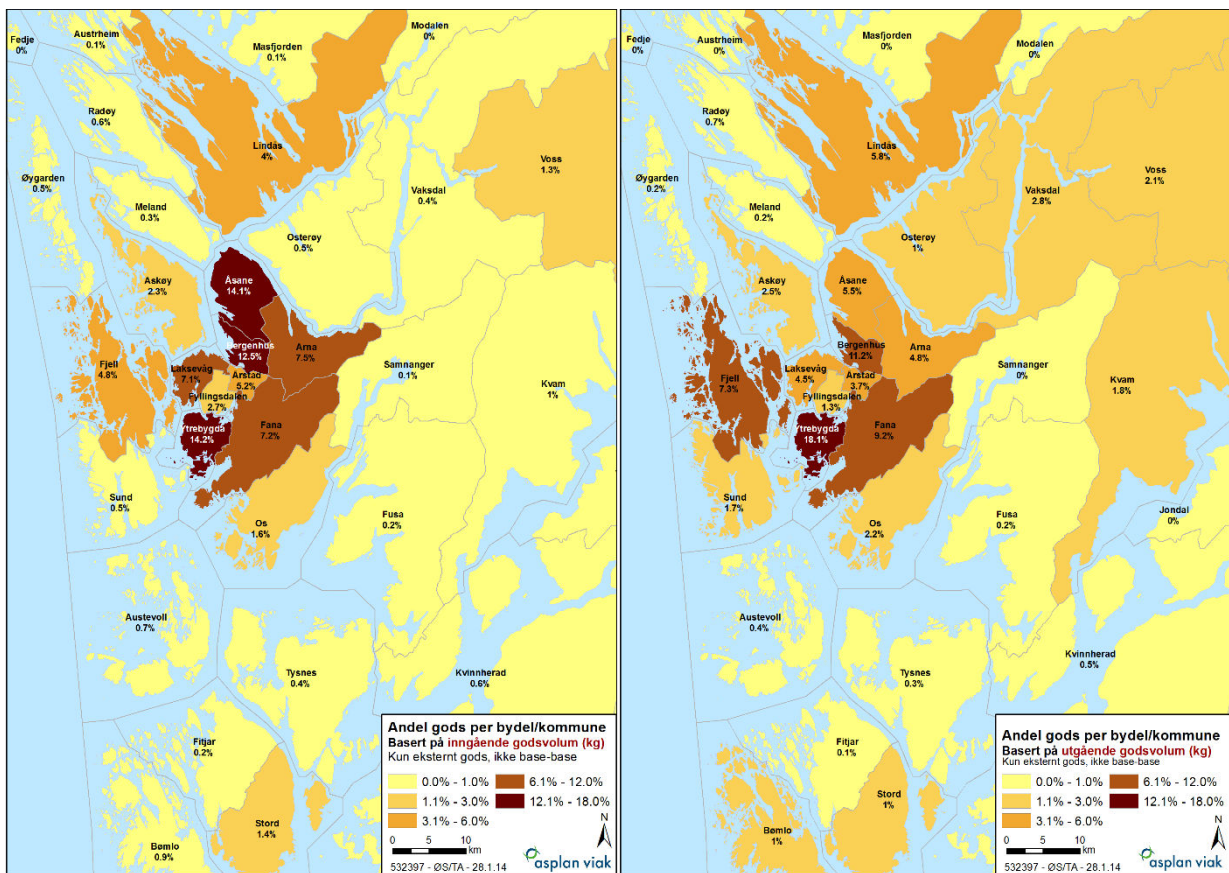 Fedje
0%
Austrheim
0.1%
Masfjorden
0.1%
Modalen
0%
Radøy
0.6%
Lindås
4%
Voss
1.3%
Øygarden
0.5%
Meland
0.3%
Vaksdal
0.4%
Osterøy
0.5%
Askøy
2.3%
Åsane
14.1%
Bergenhus
12.5%
Arna
7.5%
Fjell
4.8%
Laksevåg
7.1%
Årstad
5.2%
Fyllingsdalen
2.7%
Samnanger
0.1%
Kvam
1%
Ytrebygda
14.2%
Fana
7.2%
Sund
0.5%
Os
1.6%
Fusa
0.2%
Austevoll
0.7%
Tysnes
0.4%
Kvinnherad
0.6%
Fitjar
0.2%
Stord
1.4%
Bømlo
0.9%
Andel gods per bydel/kommune
Basert på inngående godsvolum (kg)
Kun eksternt gods, ikke base-base
0.0% - 1.0%
6.1% - 12.0%
1.1% - 3.0%
12.1% - 18.0%
3.1% - 6.0%
N
0 5 10
km
532397 - ØS/TA - 28.1.14
asplan viak
Fedje
0%
Austrheim
0%
Masfjorden
0%
Modalen
0%
Radøy
0.7%
Lindås
5.8%
Voss
2.1%
Øygarden
0.2%
Meland
0.2%
Vaksdal
2.8%
Osterøy
1%
Askøy
2.5%
Åsane
5.5%
Bergenhus
11.2%
Arna
4.8%
Fjell
7.3%
Laksevåg
4.5%
Årstad
3.7%
Fyllingsdalen
1.3%
Samnanger
0%
Kvam
1.8%
Ytrebygda
18.1%
Fana
9.2%
Sund
1.7%
Os
2.2%
Fusa
0.2%
Jondal
0%
Austevoll
0.4%
Tysnes
0.3%
Kvinnherad
0.5%
Fitjar
0.1%
Stord
1%
Bømlo
1%
Andel gods per bydel/kommune
Basert på utgående godsvolum (kg)
Kun eksternt gods, ikke base-base
0.0% - 1.0%
6.1% - 12.0%
1.1% - 3.0%
12.1% - 18.0%
3.1% - 6.0%
N
0 5 10
km
532397 - ØS/TA - 28.1.14
asplan viak